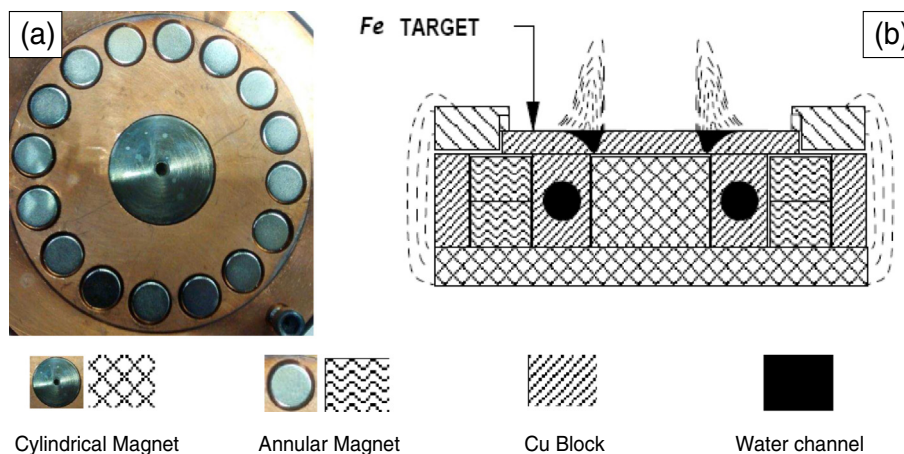 (a)
Fe TARGET
(b)
Cylindrical Magnet
Annular Magnet
Cu Block
Water channel